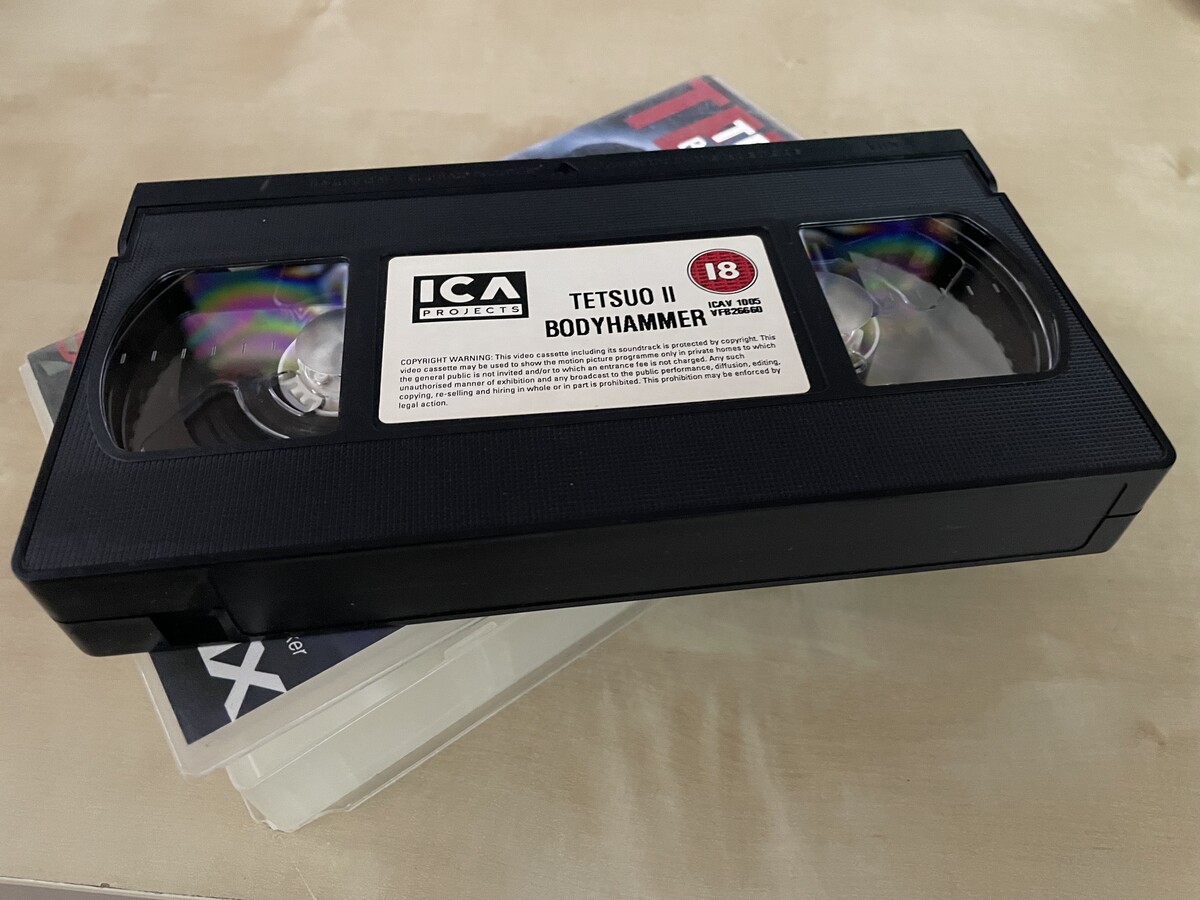 ICA
PROJECTS
18
TETSUO II
BODYHAMMER
ICAV 1005
VFB26660
COPYRIGHT WARNING: This video cassette including its soundtrack is protected by copyright. This
video cassette may be used to show the motion picture programme only in private homes to which
the general public is not invited and/or to which an entrance fee is not charged. Any such
unauthorised manner of exhibition and any broadcast to the public performance, diffusion, editing,
copying, re-selling and hiring in whole or in part is prohibited. This prohibition may be enforced by
legal action.